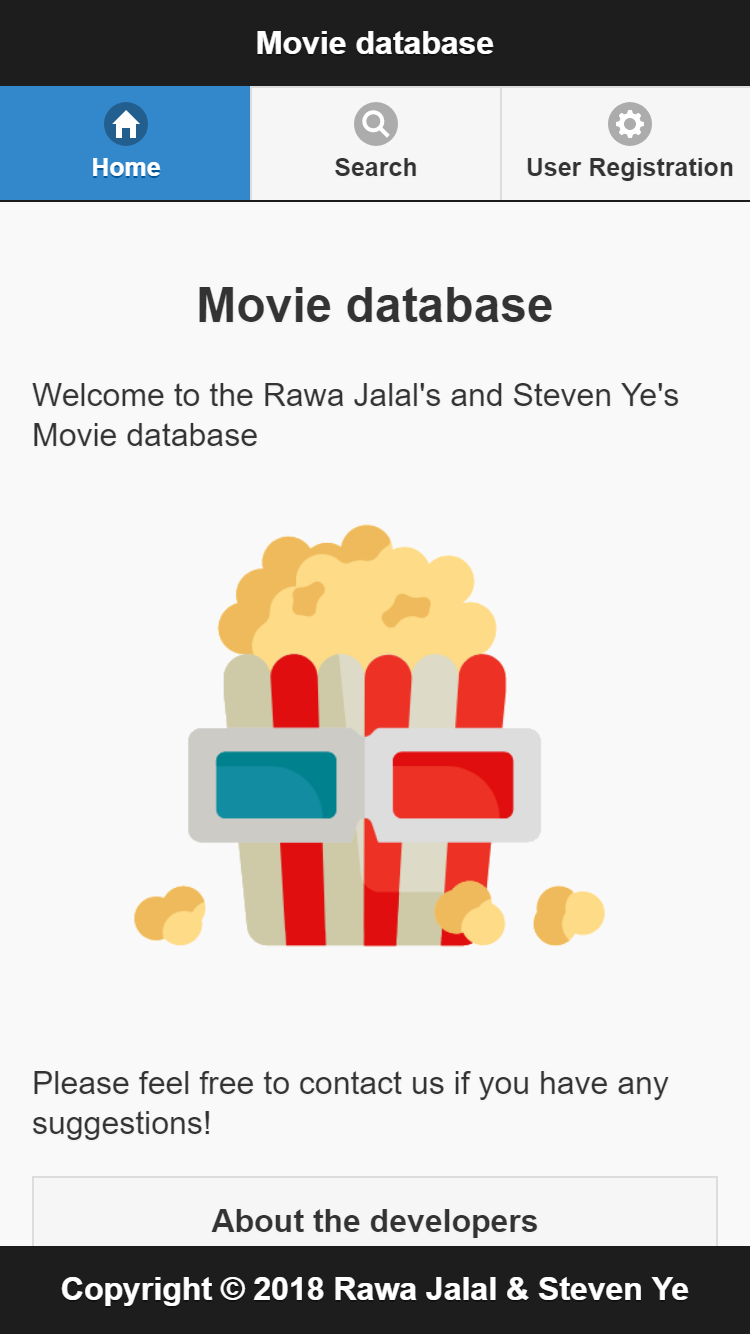 Movie database
Home
Search
User Registration
Movie database
Welcome to the Rawa Jalal's and Steven Ye's
Movie database
Please feel free to contact us if you have any
suggestions!
About the developers
Copyright © 2018 Rawa Jalal & Steven Ye